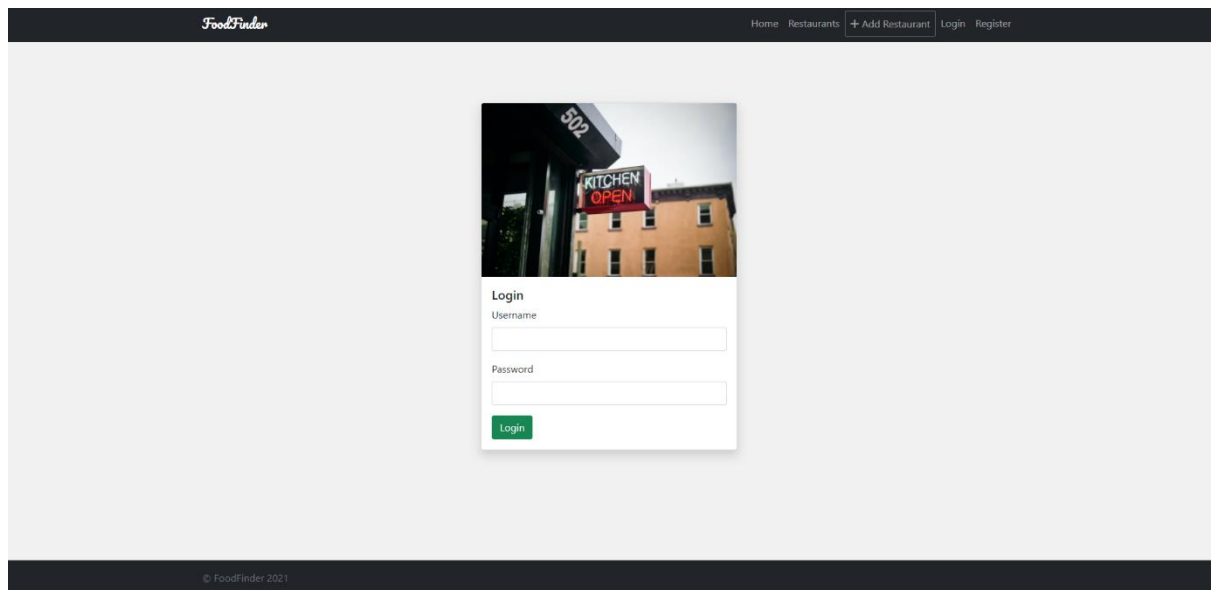 FoodFinder
Home Restaurants + Add Restaurant Login Register
502
KITCHEN
OPEN
Login
Username
Password
Login
© FoodFinder 2021